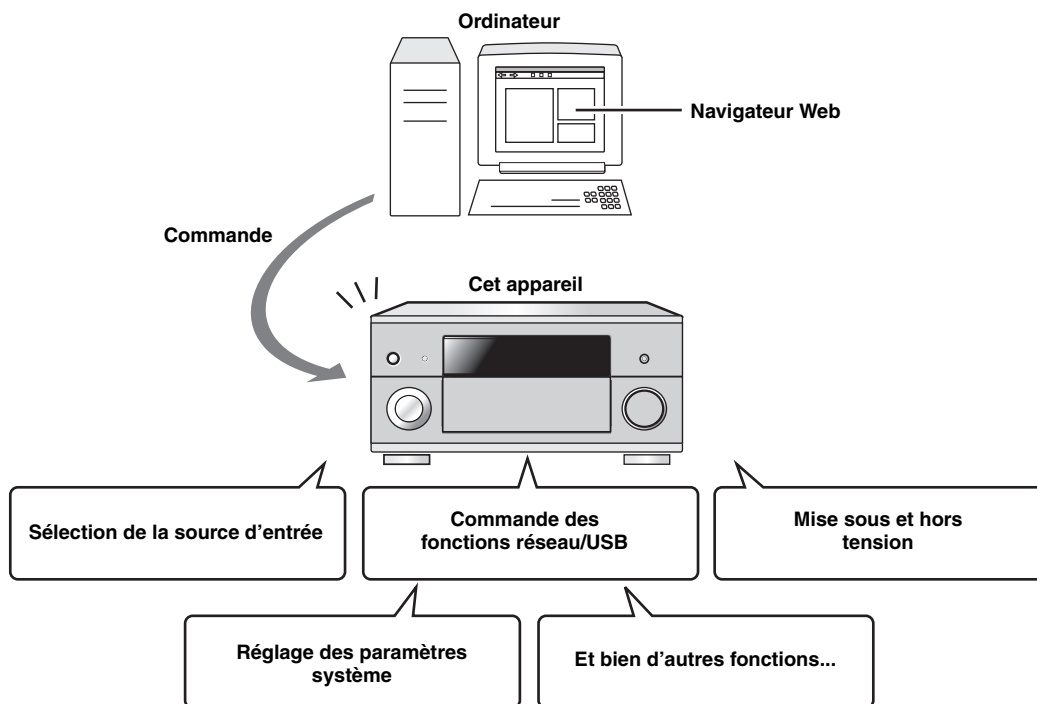 Ordinateur
Navigateur Web
Commande
Cet appareil
Sélection de la source d'entrée
Commande des
fonctions réseau/USB
Mise sous et hors
tension
Réglage des paramètres
système
Et bien d'autres fonctions...